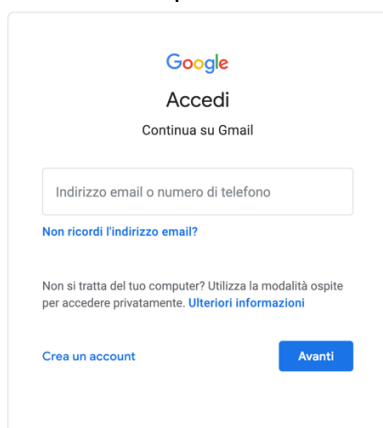 Google
Accedi
Continua su Gmail
Indirizzo email o numero di telefono
Non ricordi l'indirizzo email?
Non si tratta del tuo computer? Utilizza la modalità ospite
per accedere privatamente. Ulteriori informazioni
Crea un account
Avanti